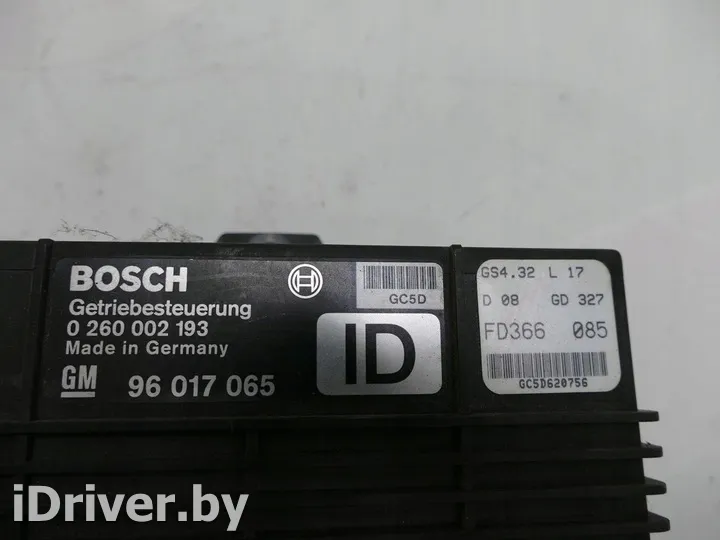 BOSCH
Getriebesteuerung
0 260 002 193
Made in Germany
GM 96 017 065
GC5D
ID
GS4.32 L 17
D 08 GD 327
FD366 085
GC5D620756
iDriver.by